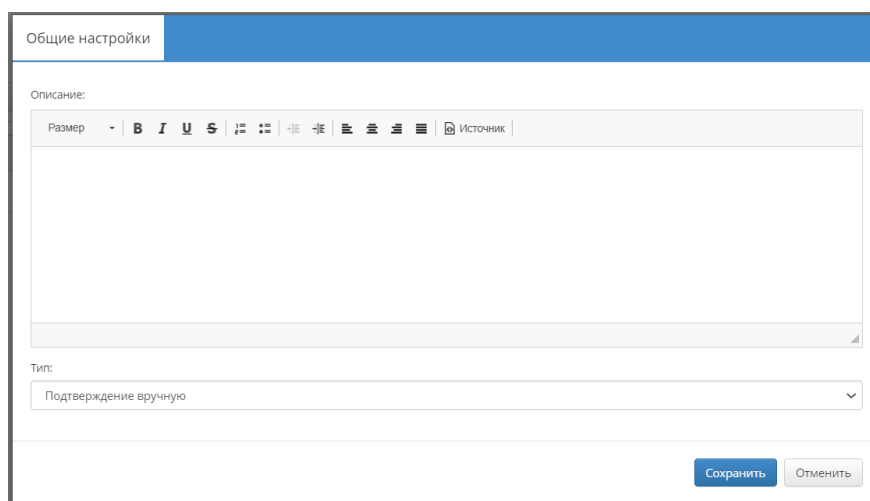 Общие настройки
Описание:
Размер B I U S Источник
Тип:
Подтверждение вручную
Сохранить Отменить